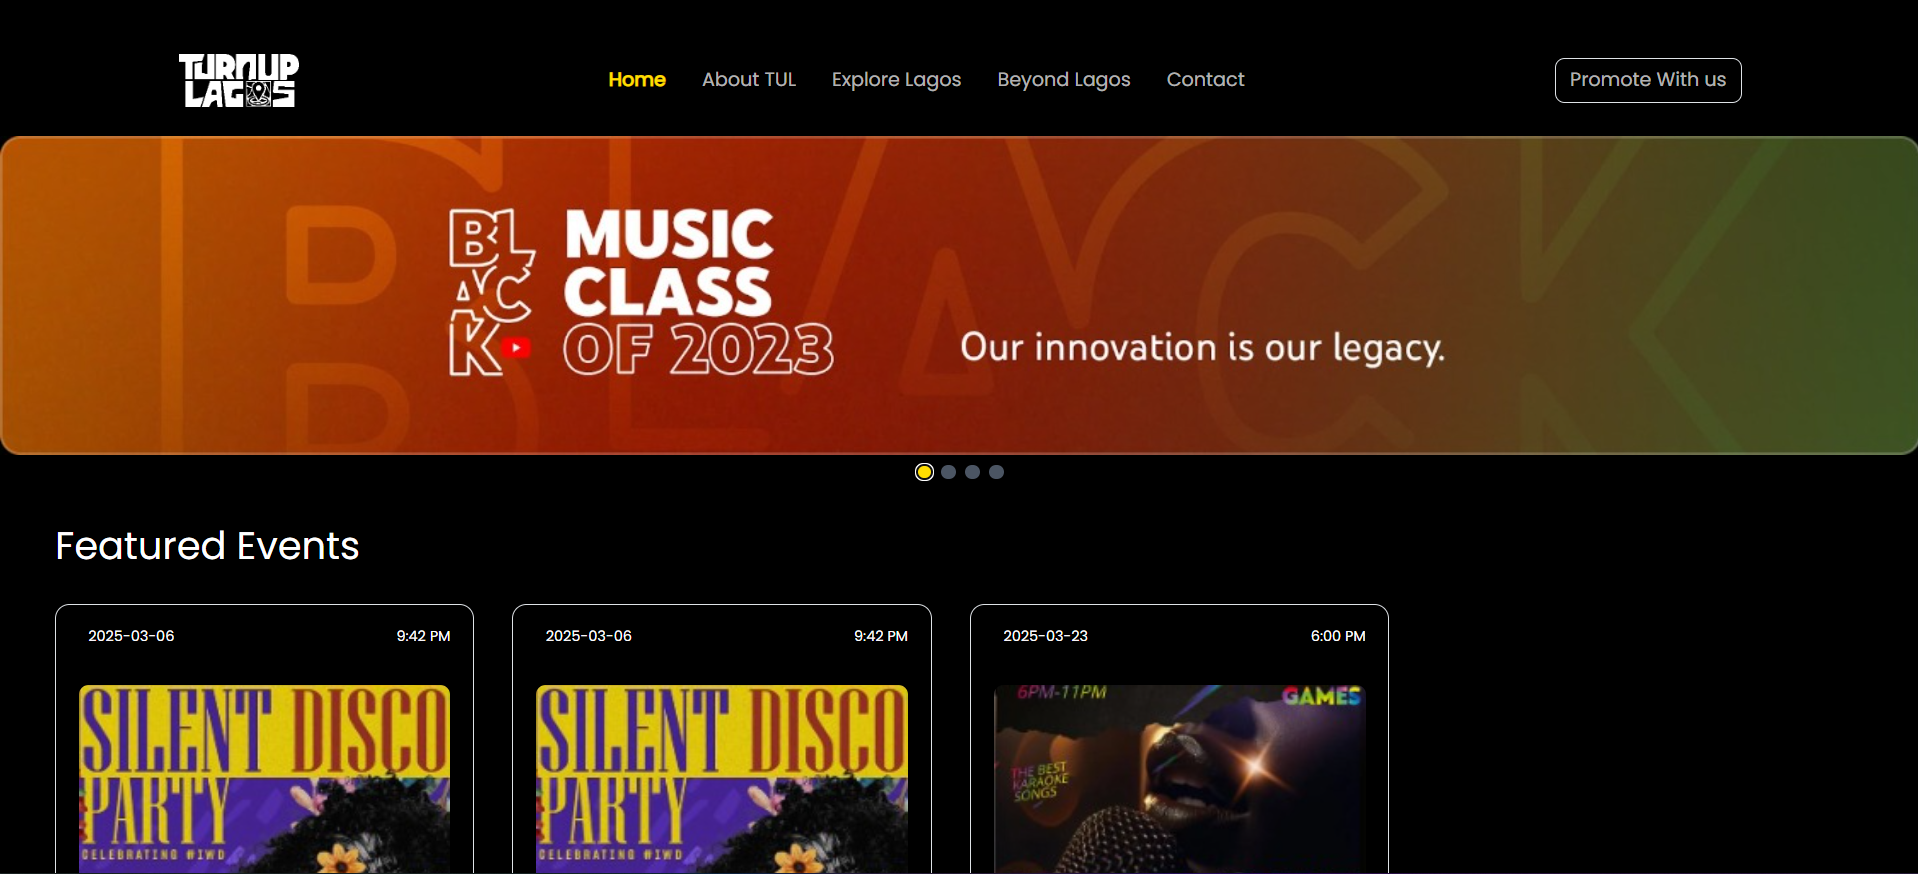 TURNUP
LAGOS
Home
About TUL
Explore Lagos
Beyond Lagos
Contact
Promote With us
BLACK
BLACK
MUSIC
CLASS
OF 2023
Our innovation is our legacy.
Featured Events
2025-03-06
9:42 PM
SILENT DISCO
PARTY
CELEBRATING #IWD
2025-03-06
9:42 PM
SILENT DISCO
PARTY
CELEBRATING #IWD
2025-03-23
6:00 PM
6PM-11PM
GAMES
THE BEST
KARAOKE
SONGS